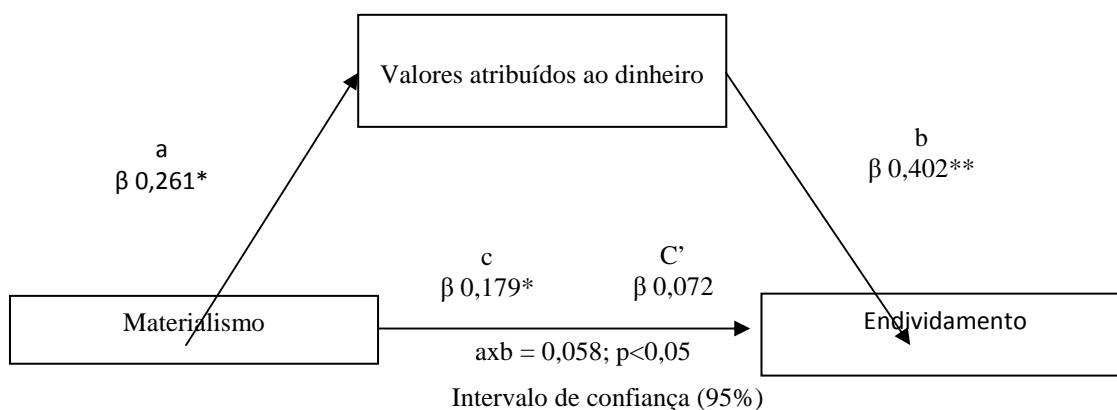 Valores atribuídos ao dinheiro
a
β 0,261*
b
β 0,402**
c
β 0,179*
C’
β 0,072
Materialismo
Endividamento
axb = 0,058; p<0,05
Intervalo de confiança (95%)